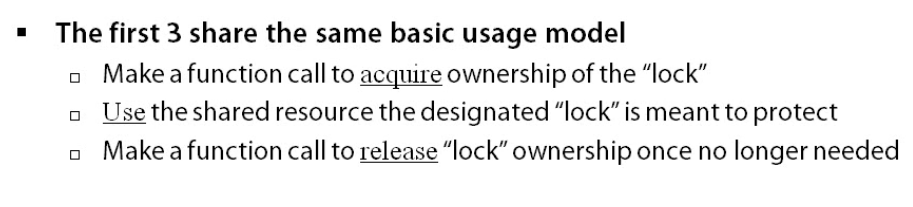 ▪ The first 3 share the same basic usage model
▫ Make a function call to acquire ownership of the “lock”
▫ Use the shared resource the designated “lock” is meant to protect
▫ Make a function call to release “lock” ownership once no longer needed